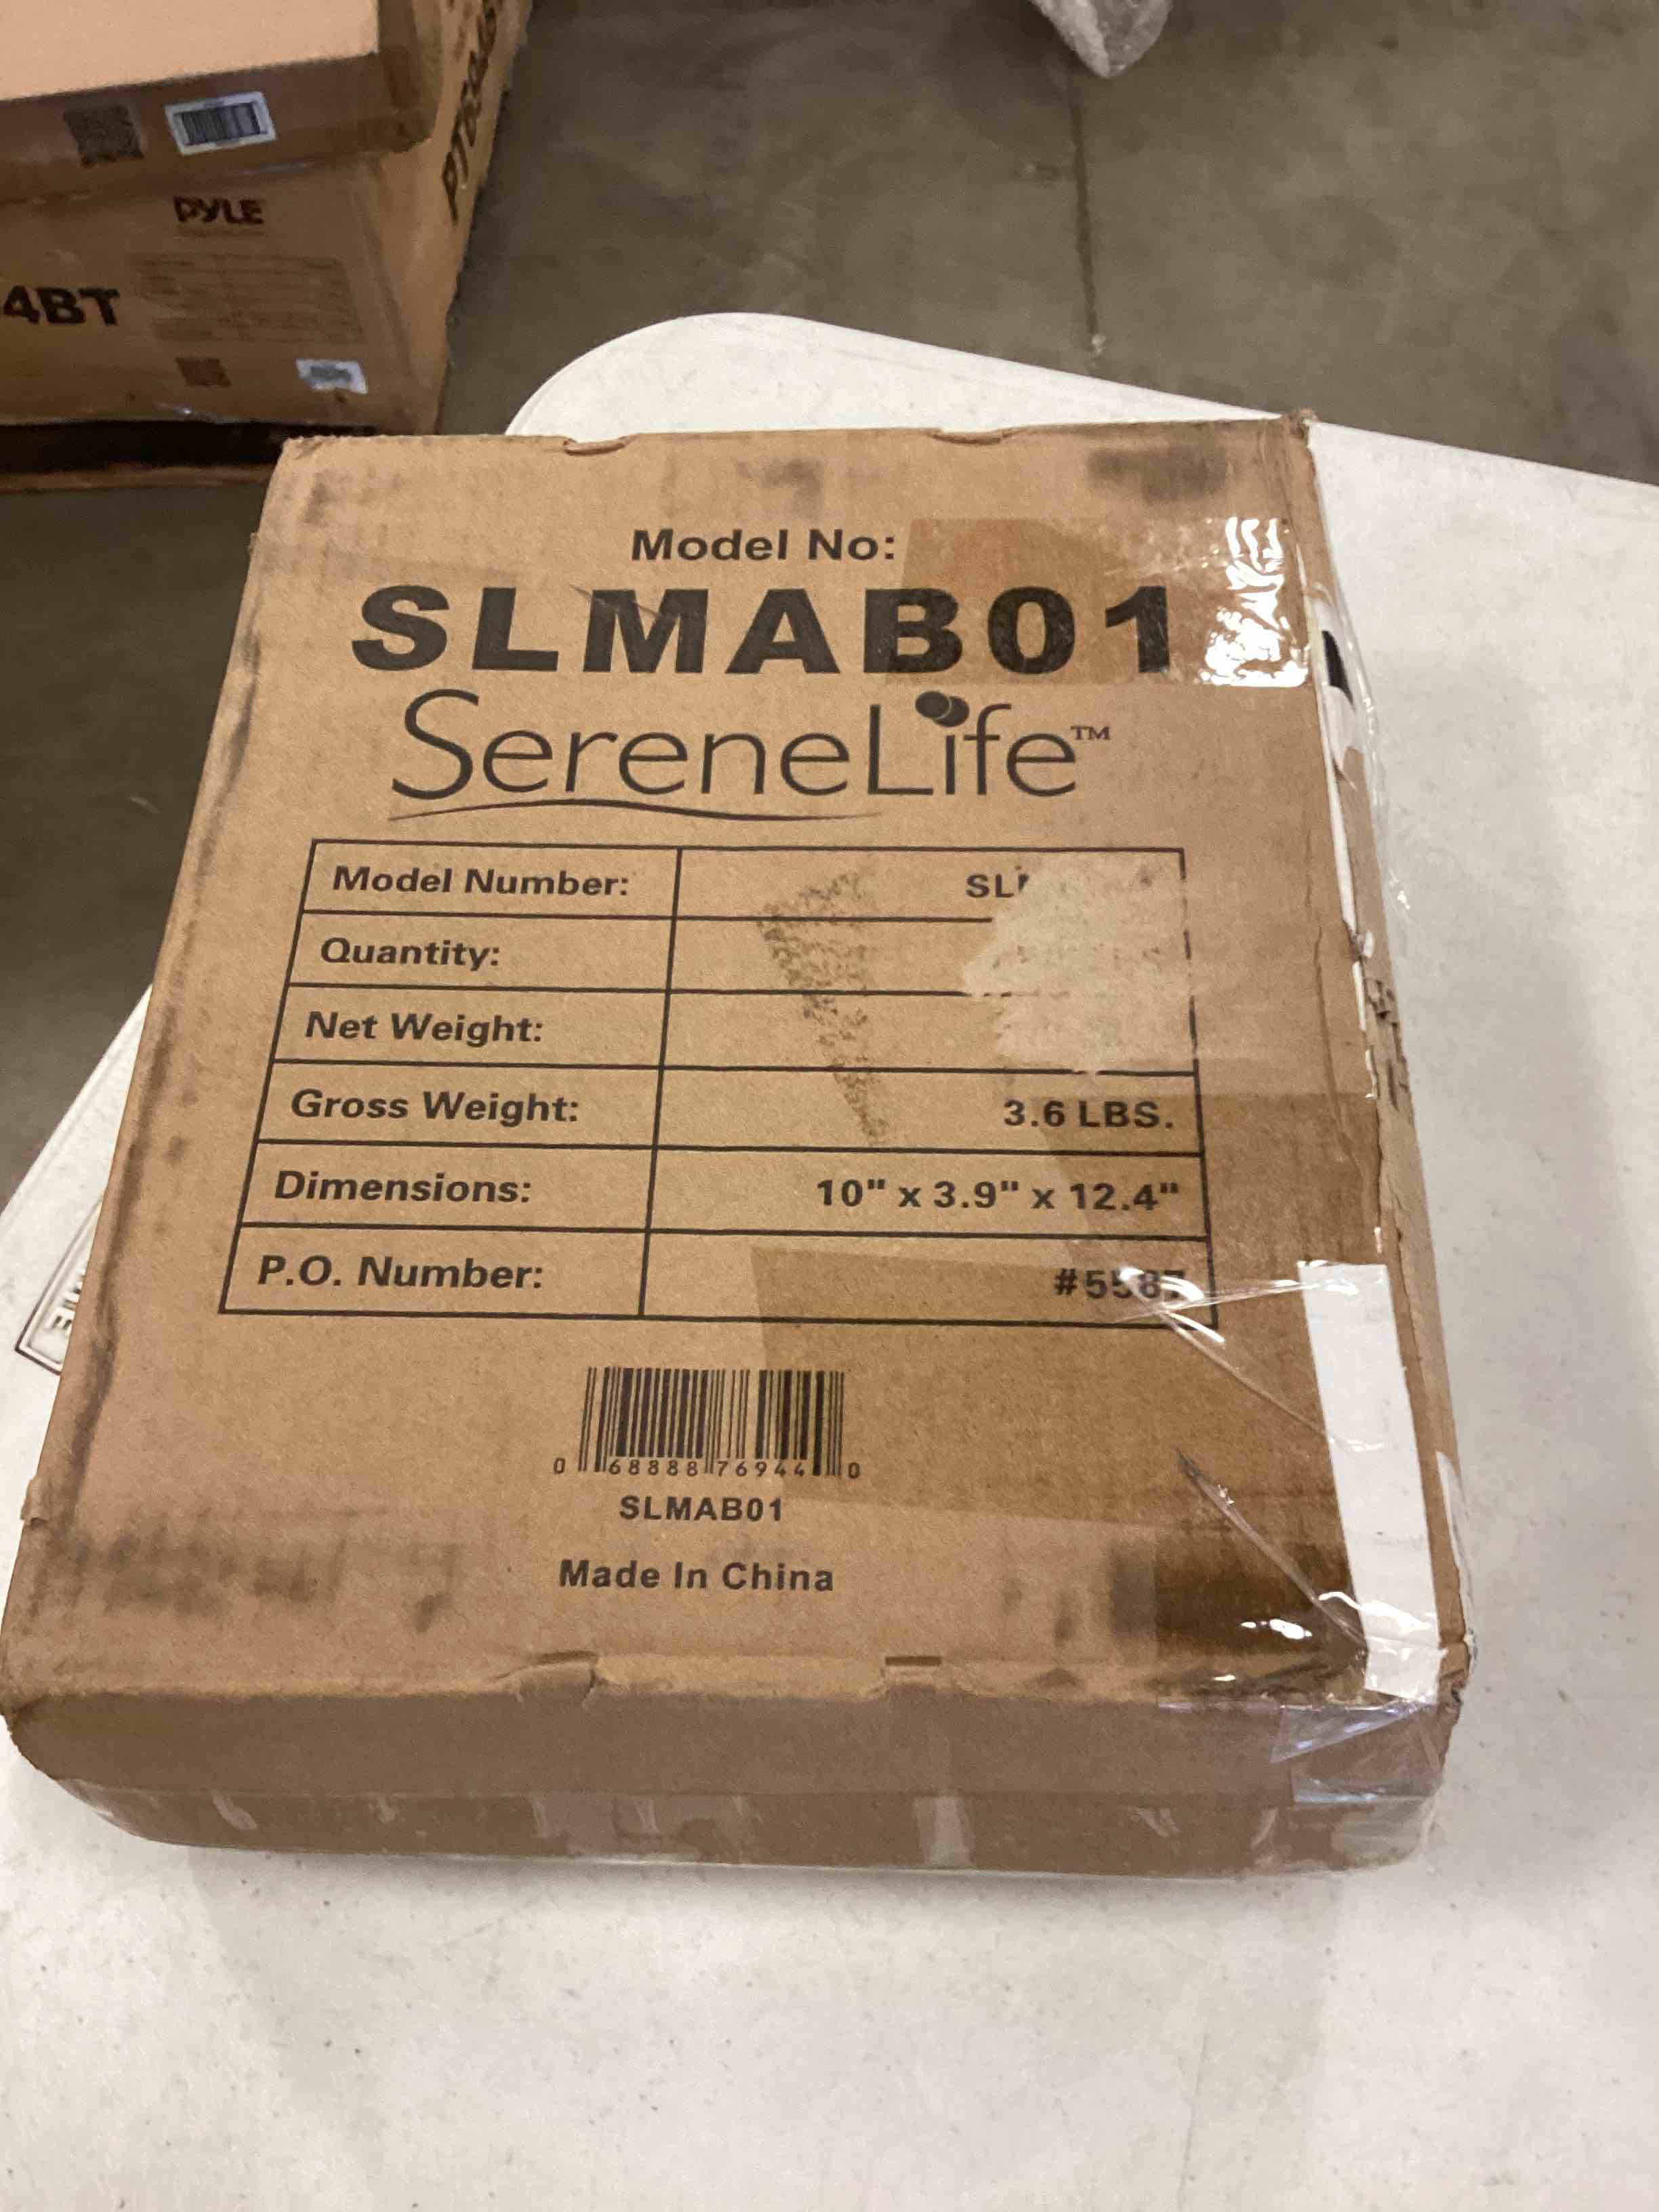 PYLE
4BT
Model No:
SLMAB01
SereneLife™
Model Number:
Quantity:
Net Weight:
Gross Weight: 3.6 LBS.
Dimensions: 10" x 3.9" x 12.4"
P.O. Number: #5587
0 68888 76944 0
SLMAB01
Made In China